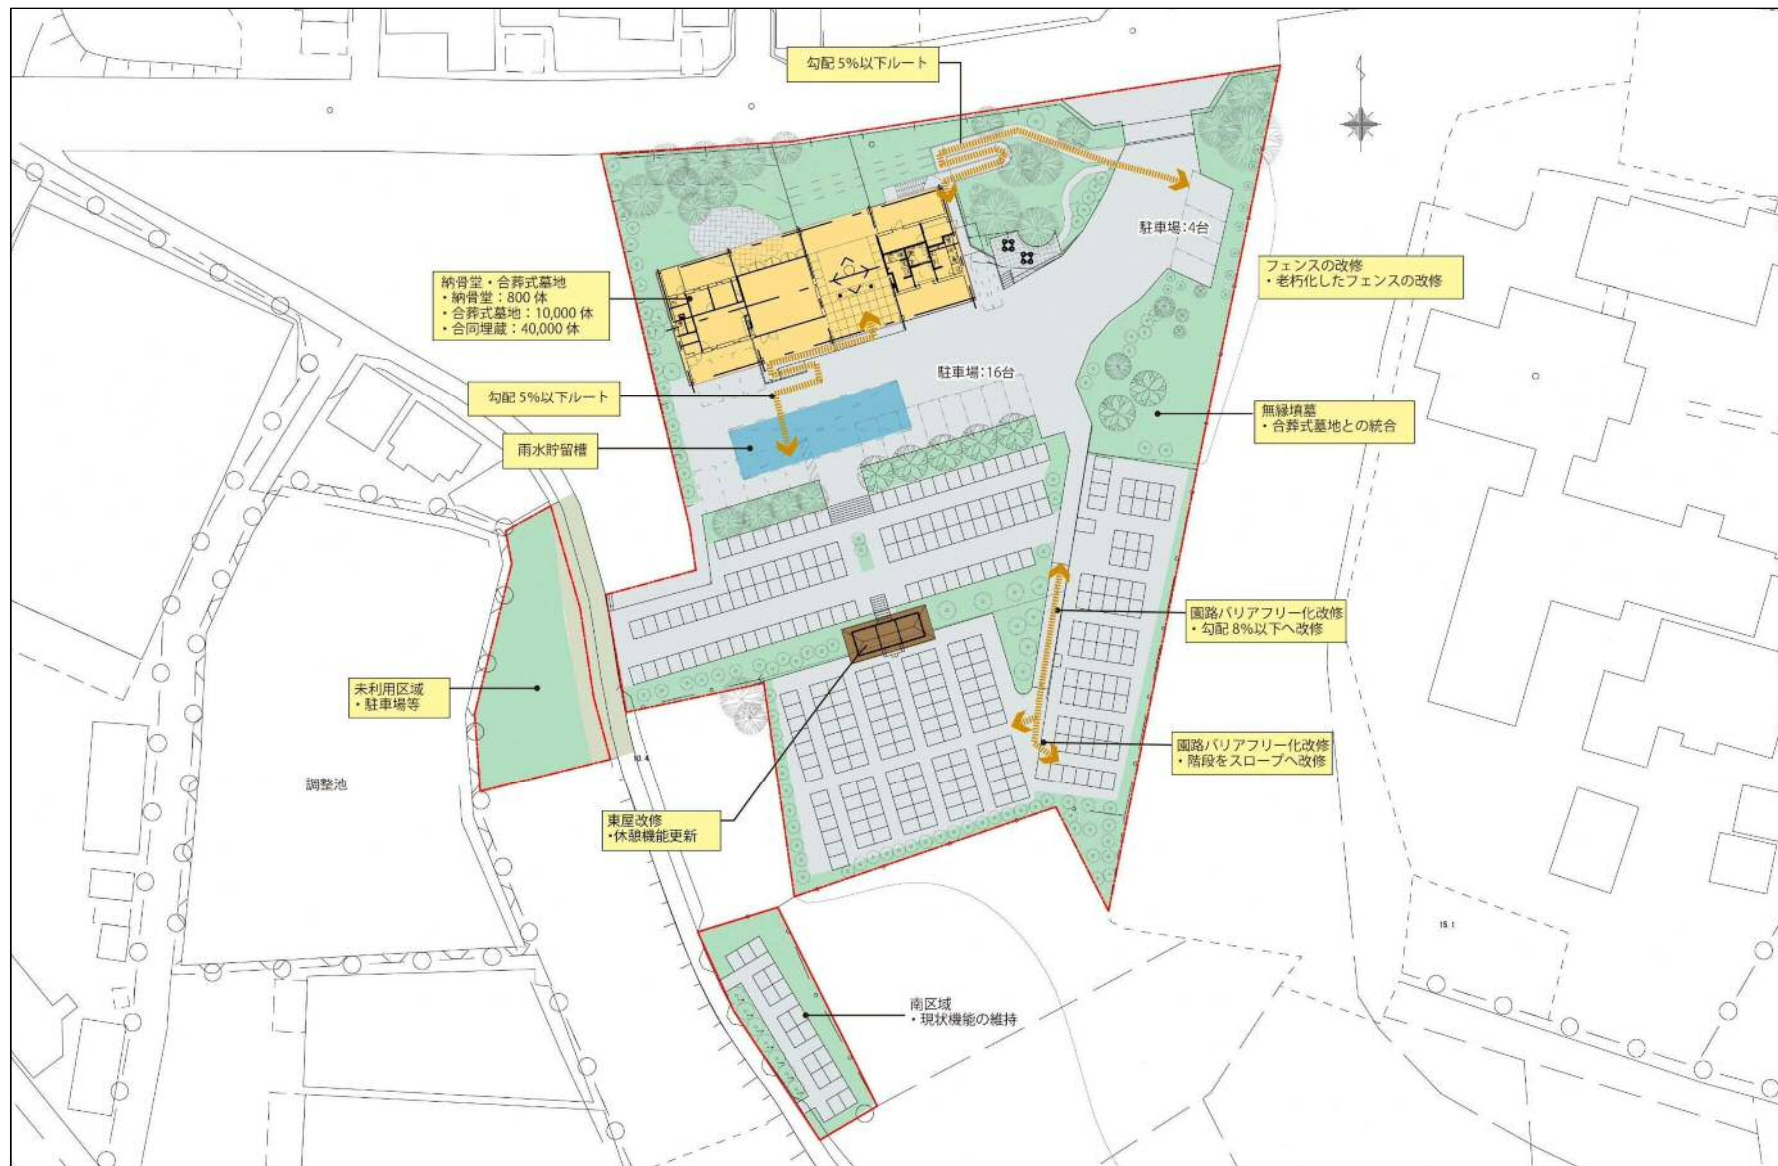 勾配 5%以下ルート
駐車場:4台
フェンスの改修
・老朽化したフェンスの改修
納骨堂・合葬式墓地
・納骨堂:800 体
・合葬式墓地:10,000 体
・合同埋蔵:40,000 体
駐車場:16台
勾配 5%以下ルート
無縁墳墓
・合葬式墓地との統合
雨水貯留槽
園路バリアフリー化改修
・勾配 8%以下へ改修
未利用区域
・駐車場等
園路バリアフリー化改修
・階段をスロープへ改修
10.4
調整池
東屋改修
・休憩機能更新
15.1
南区域
・現状機能の維持